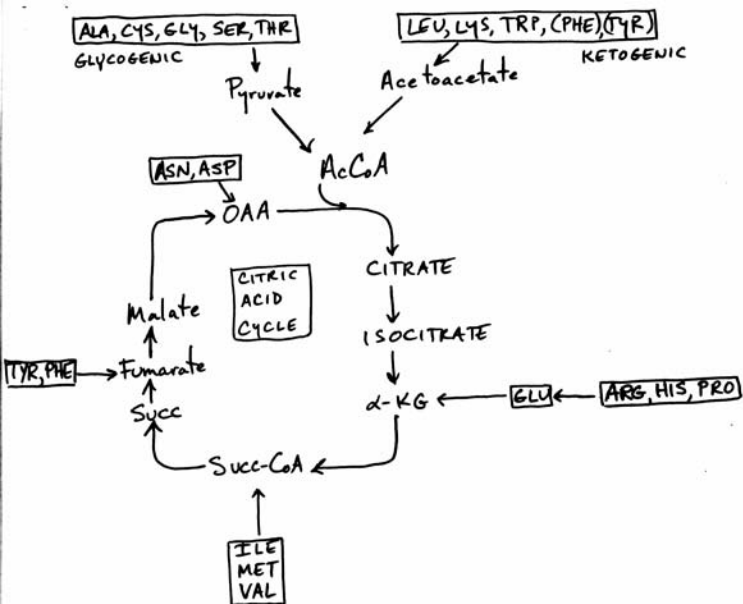 ALA, CYS, GLY, SER, THR
GLYCOGENIC
LEU, LYS, TRP, (PHE), (TYR)
KETOGENIC
Pyruvate
Acetoacetate
AcCoA
ASN, ASP
OAA
CITRIC
ACID
CYCLE
CITRATE
Malate
ISOCITRATE
TYR, PHE
Fumarate
α-KG
GLU
ARG, HIS, PRO
Succ
Succ-CoA
ILE
MET
VAL